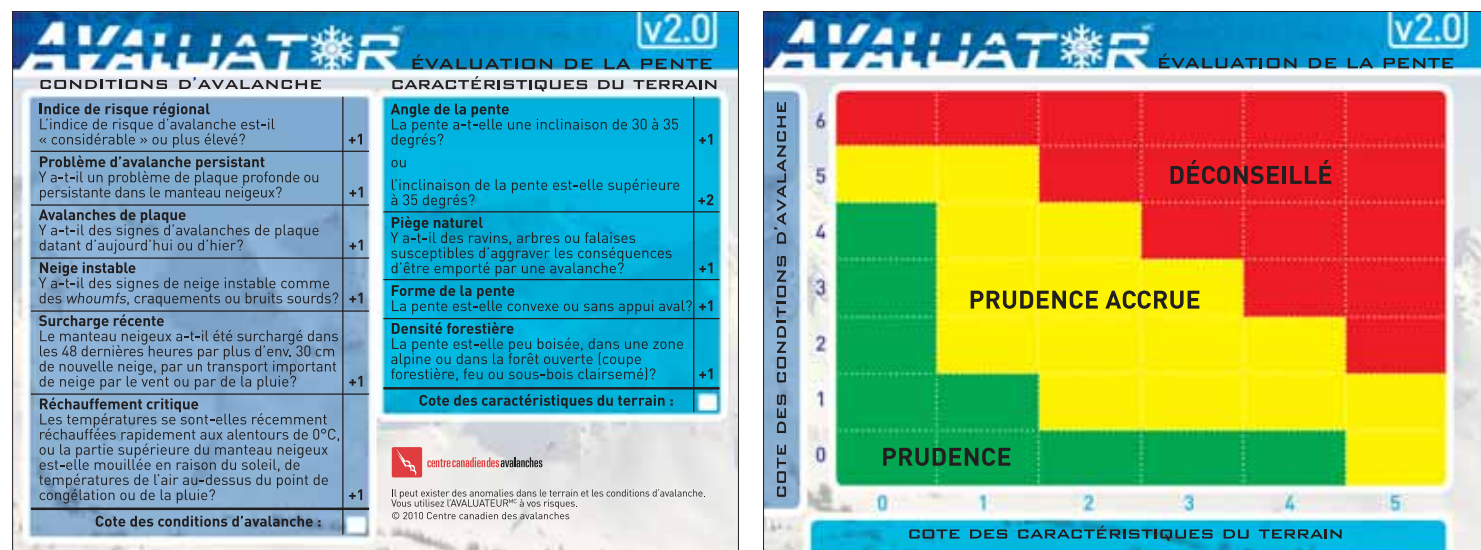 AVALUATOR MC
v2.0
ÉVALUATION DE LA PENTE
CONDITIONS D'AVALANCHE
Indice de risque régional
L'indice de risque d'avalanche est-il
« considérable » ou plus élevé? +1
Problème d'avalanche persistant
Y a-t-il un problème de plaque profonde ou
persistante dans le manteau neigeux? +1
Avalanches de plaque
Y a-t-il des signes d'avalanches de plaque
datant d'aujourd'hui ou d'hier? +1
Neige instable
Y a-t-il des signes de neige instable comme
des whoumfs, craquements ou bruits sourds? +1
Surcharge récente
Le manteau neigeux a-t-il été surchargé dans
les 48 dernières heures par plus d'env. 30 cm
de nouvelle neige, par un transport important
de neige par le vent ou par de la pluie? +1
Réchauffement critique
Les températures se sont-elles récemment
réchauffées rapidement aux alentours de 0°C,
ou la partie supérieure du manteau neigeux
est-elle mouillée en raison du soleil, de
températures de l'air au-dessus du point de
congélation ou de la pluie? +1
Cote des conditions d'avalanche :
CARACTÉRISTIQUES DU TERRAIN
Angle de la pente
La pente a-t-elle une inclinaison de 30 à 35
degrés? +1
ou
l'inclinaison de la pente est-elle supérieure
à 35 degrés? +2
Piège naturel
Y a-t-il des ravins, arbres ou falaises
susceptibles d'aggraver les conséquences
d'être emporté par une avalanche? +1
Forme de la pente
La pente est-elle convexe ou sans appui aval? +1
Densité forestière
La pente est-elle peu boisée, dans une zone
alpine ou dans la forêt ouverte (coupe
forestière, feu ou sous-bois clairsemé)? +1
Cote des caractéristiques du terrain :
centre canadien des avalanches
Il peut exister des anomalies dans le terrain et les conditions d'avalanche.
Vous utilisez l'AVALUATEUR MC à vos risques.
© 2010 Centre canadien des avalanches
AVALUATOR MC
v2.0
ÉVALUATION DE LA PENTE
COTE DES CONDITIONS D'AVALANCHE
6
5
4
3
2
1
0
DÉCONSEILLÉ
PRUDENCE ACCRUE
PRUDENCE
0 1 2 3 4 5
COTE DES CARACTÉRISTIQUES DU TERRAIN